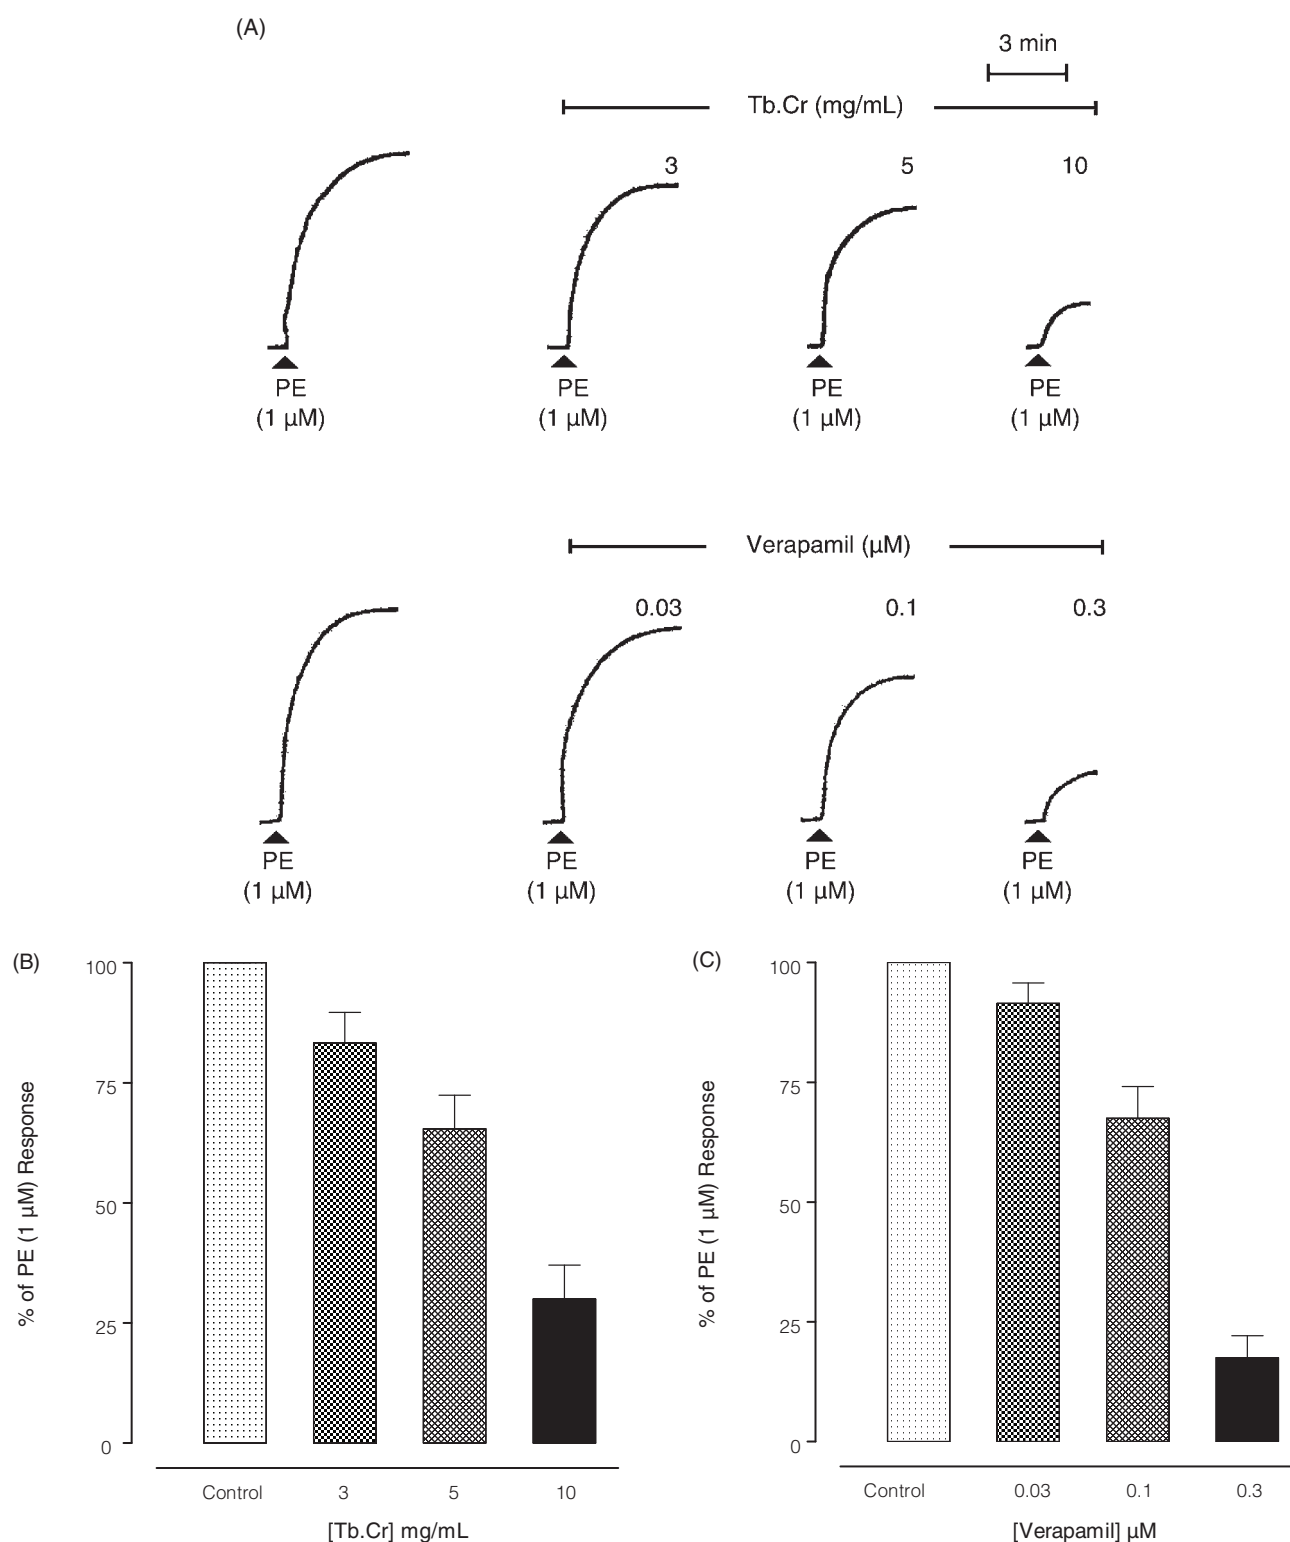 (A)
3 min
Tb.Cr (mg/mL)
3 5 10
PE PE PE PE
(1 µM) (1 µM) (1 µM) (1 µM)
Verapamil (µM)
0.03 0.1 0.3
PE PE PE PE
(1 µM) (1 µM) (1 µM) (1 µM)
(B)
% of PE (1 µM) Response
100
75
50
25
0
Control 3 5 10
[Tb.Cr] mg/mL
(C)
% of PE (1 µM) Response
100
75
50
25
0
Control 0.03 0.1 0.3
[Verapamil] µM